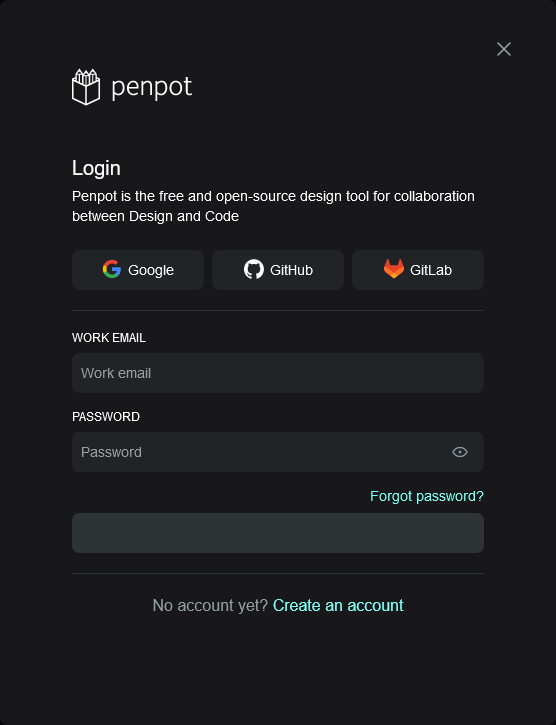 penpot
Login
Penpot is the free and open-source design tool for collaboration
between Design and Code
Google
GitHub
GitLab
WORK EMAIL
Work email
PASSWORD
Password
Forgot password?
No account yet? Create an account